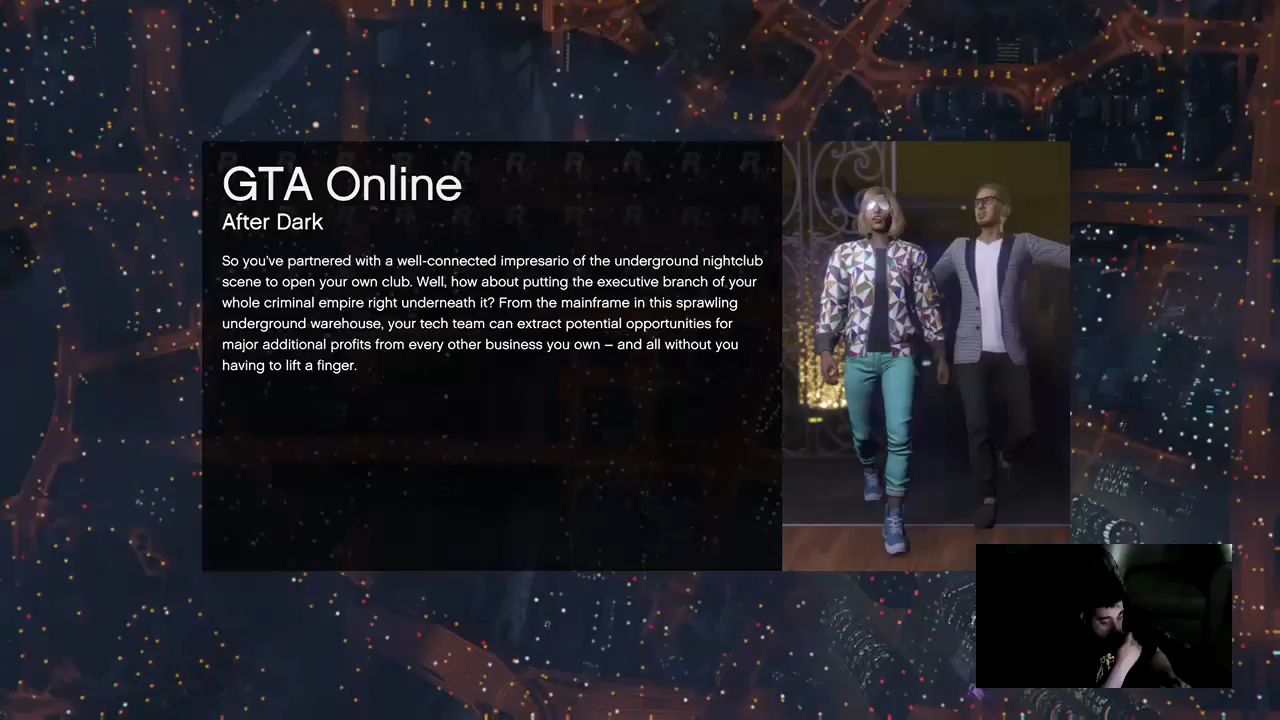 GTA Online
After Dark
So you've partnered with a well-connected impresario of the underground nightclub
scene to open your own club. Well, how about putting the executive branch of your
whole criminal empire right underneath it? From the mainframe in this sprawling
underground warehouse, your tech team can extract potential opportunities for
major additional profits from every other business you own – and all without you
having to lift a finger.